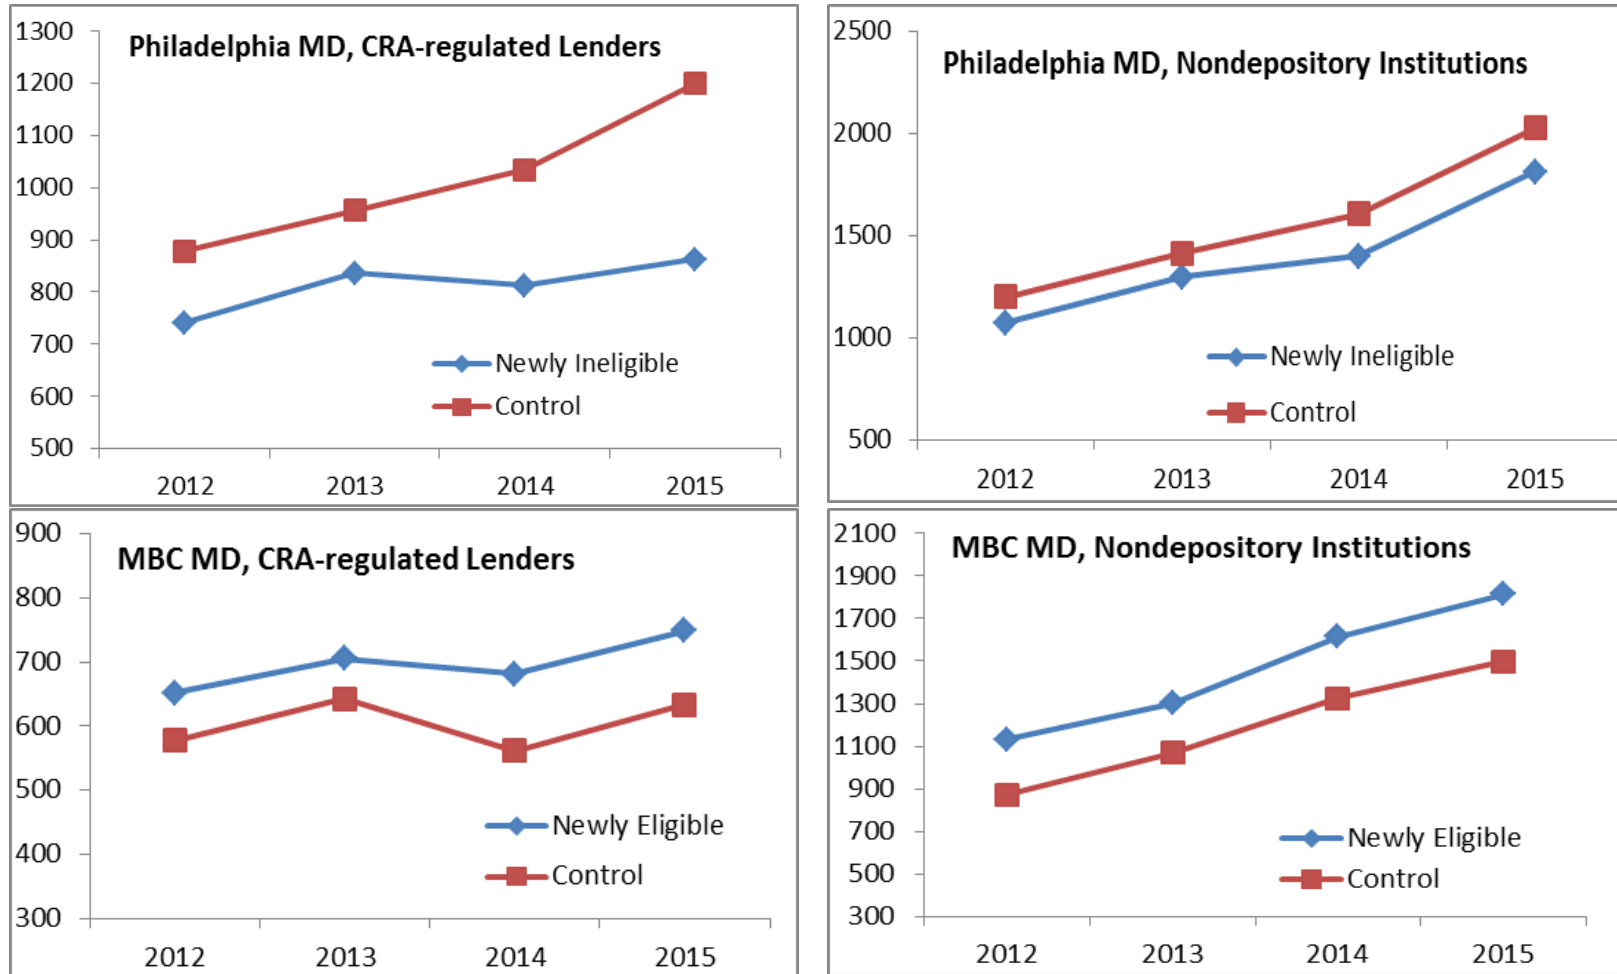 Philadelphia MD, CRA-regulated Lenders
1300
1200
1100
1000
900
800
700
600
500
Newly Ineligible
Control
2012 2013 2014 2015
Philadelphia MD, Nondepository Institutions
2500
2000
1500
1000
500
Newly Ineligible
Control
2012 2013 2014 2015
MBC MD, CRA-regulated Lenders
900
800
700
600
500
400
300
Newly Eligible
Control
2012 2013 2014 2015
MBC MD, Nondepository Institutions
2100
1900
1700
1500
1300
1100
900
700
500
300
Newly Eligible
Control
2012 2013 2014 2015